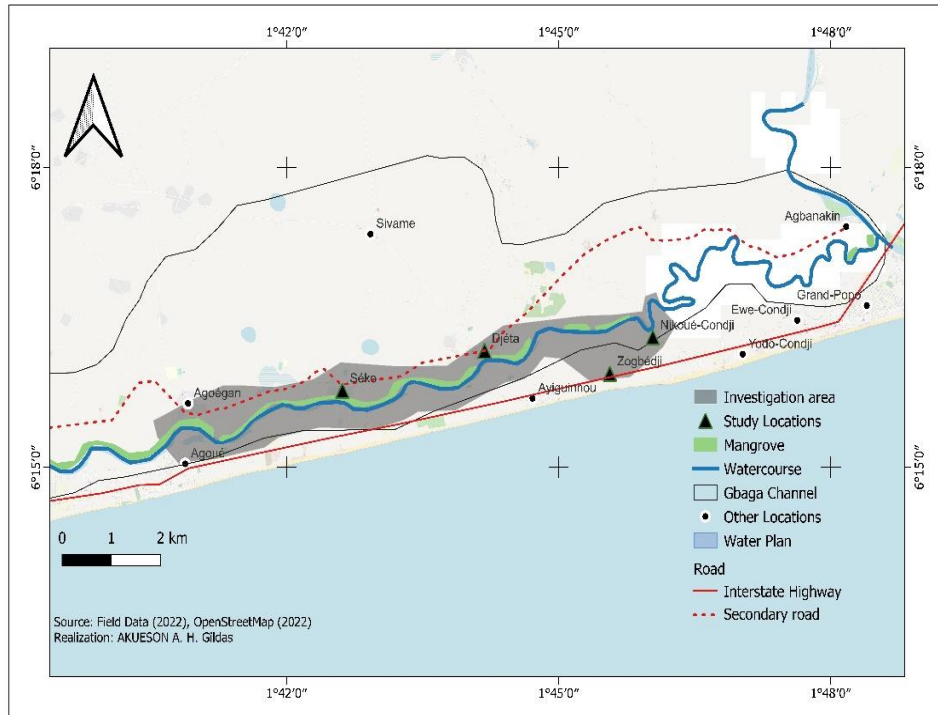 1°42'0" 1°45'0" 1°48'0"
6°18'0" 6°18'0"
Sivame
Agbanakin
Grand-Popo
Ewe-Condji
Nikoué-Condji
Djéta
Yodo-Condji
Zogbédji
Séko
Agoégan
Ayiguinnou
Agoué
6°15'0" 6°15'0"
Investigation area
Study Locations
Mangrove
Watercourse
Gbaga Channel
Other Locations
Water Plan
Road
Interstate Highway
Secondary road
0 1 2 km
Source: Field Data (2022), OpenStreetMap (2022)
Realization: AKUESON A. H. Gildas
1°42'0" 1°45'0" 1°48'0"